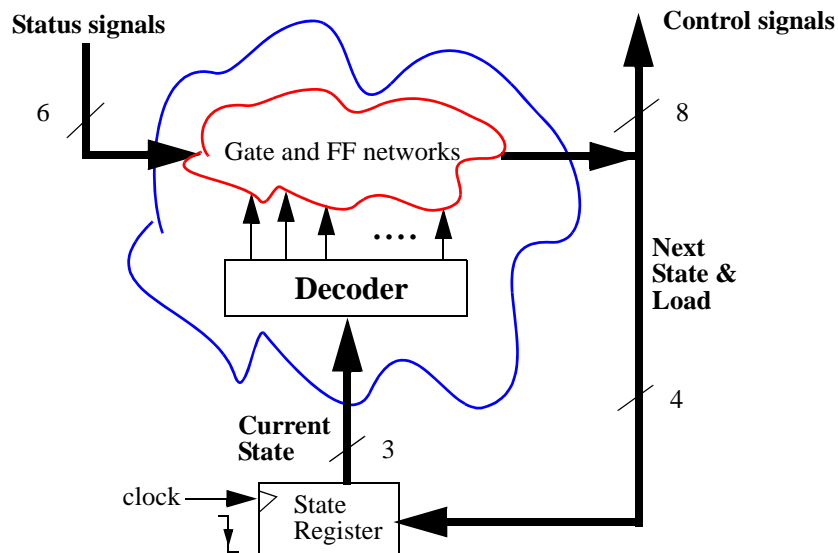 Status signals
Control signals
6
8
Gate and FF networks
....
Next
State &
Load
Decoder
4
Current
State
3
clock
State
Register